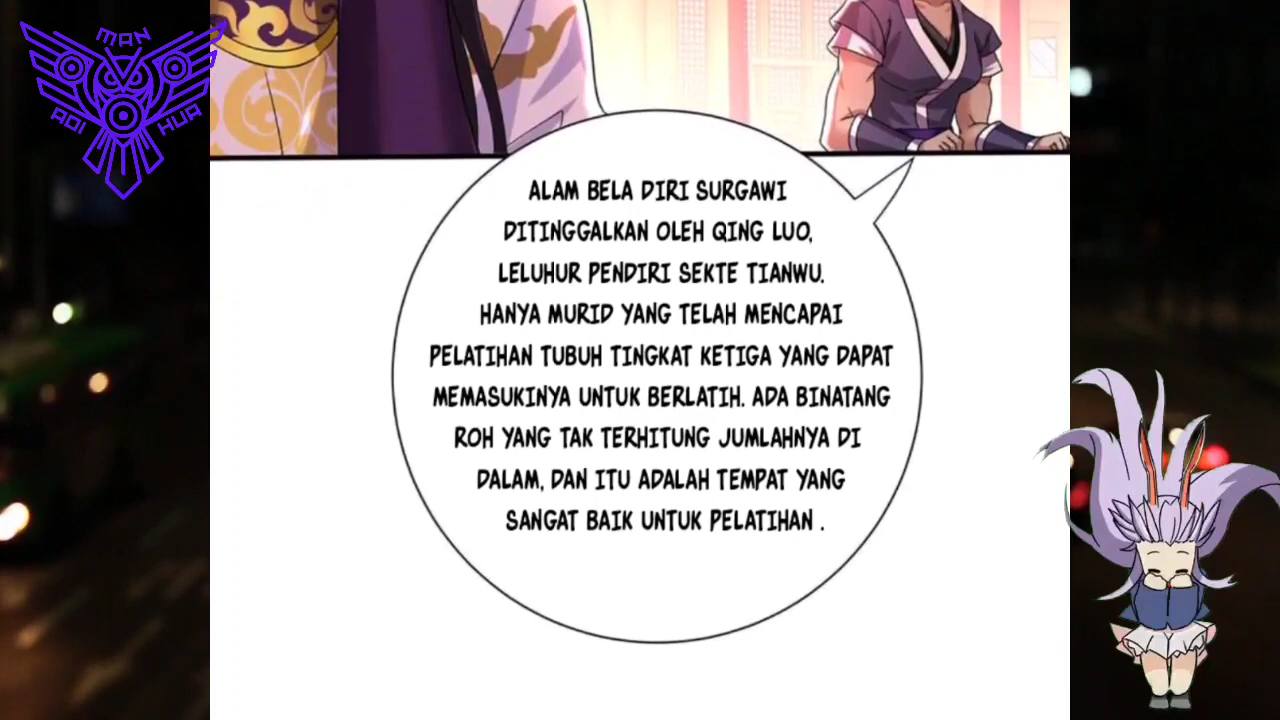 MAN
ADI HUA
ALAM BELA DIRI SURGAWI
DITINGGALKAN OLEH QING LUO,
LELUHUR PENDIRI SEKTE TIANWU.
HANYA MURID YANG TELAH MENCAPAI
PELATIHAN TUBUH TINGKAT KETIGA YANG DAPAT
MEMASUKINYA UNTUK BERLATIH. ADA BINATANG
ROH YANG TAK TERHITUNG JUMLAHNYA DI
DALAM, DAN ITU ADALAH TEMPAT YANG
SANGAT BAIK UNTUK PELATIHAN .